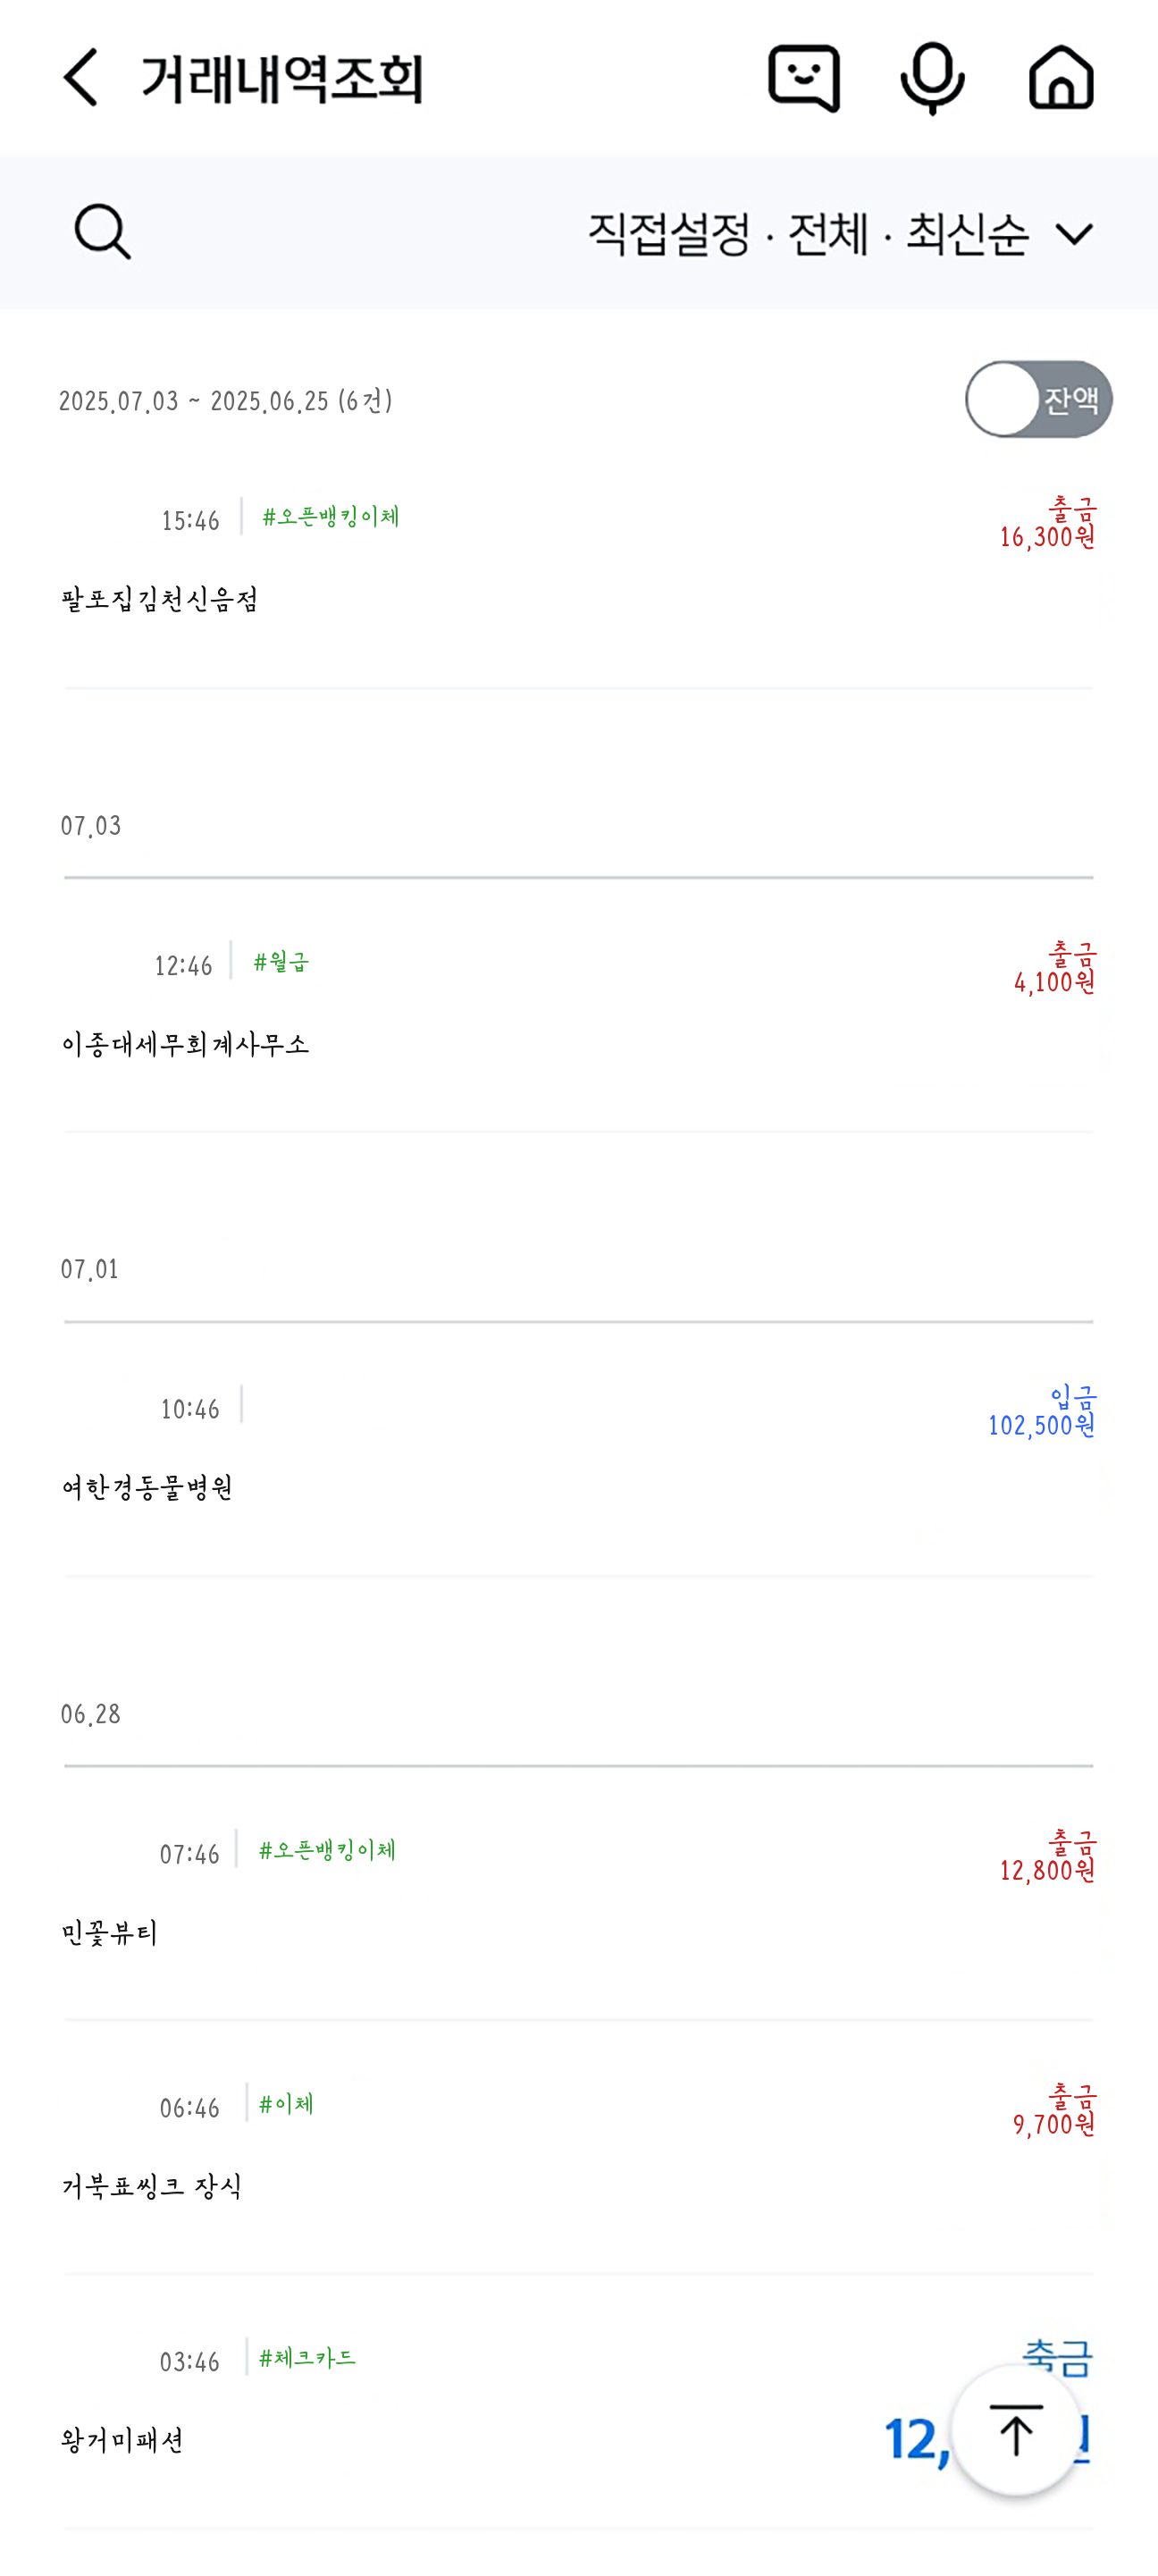 거래내역조회
직접설정 · 전체 · 최신순
2025.07.03 ~ 2025.06.25 (6건)
잔액
15:46 #오픈뱅킹이체 출금
16,300원
팔포집김천신음점
07.03
12:46 #월급 출금
4,100원
이종대세무회계사무소
07.01
10:46 입금
102,500원
여한경동물병원
06.28
07:46 #오픈뱅킹이체 출금
12,800원
민꽃뷰티
06:46 #이체 출금
9,700원
거북표씽크 장식
03:46 #체크카드
왕거미패션 12,